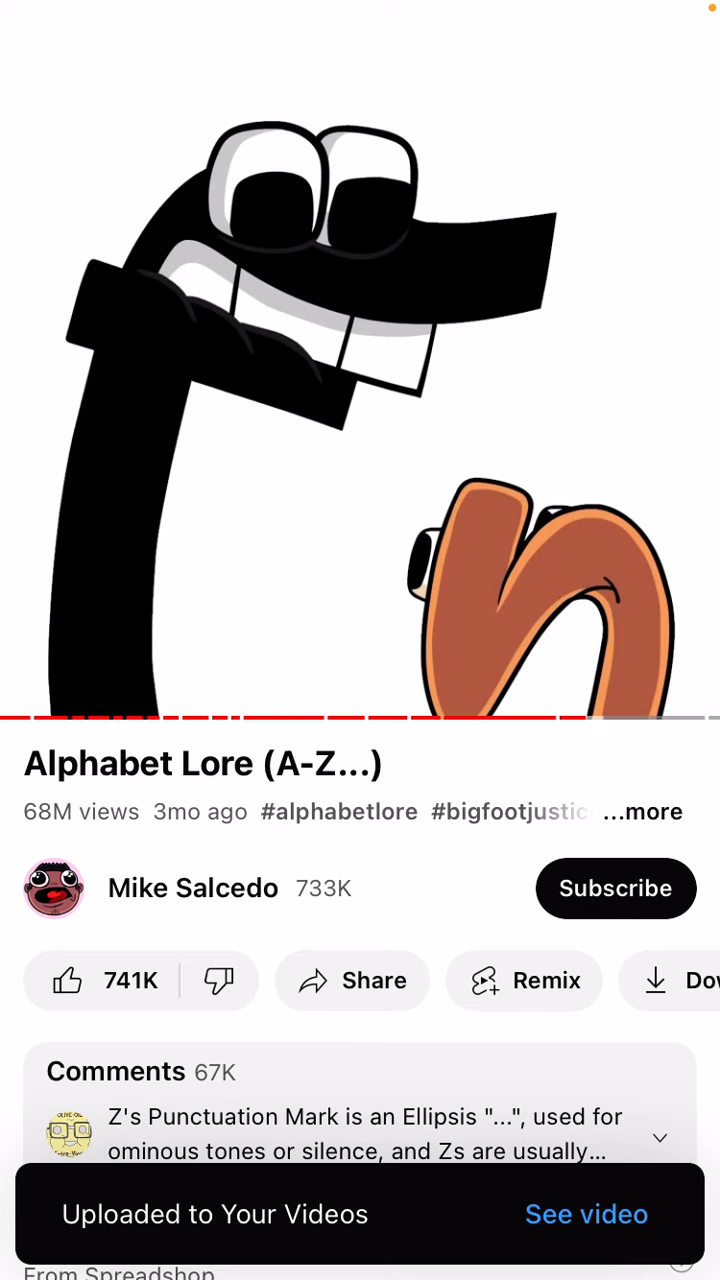 Alphabet Lore (A-Z...)
68M views 3mo ago #alphabetlore #bigfootjustic ...more
Mike Salcedo 733K
Subscribe
741K
Share
Remix
Dow
Comments 67K
Z's Punctuation Mark is an Ellipsis "...", used for
ominous tones or silence, and Zs are usually...
Uploaded to Your Videos
See video
From Spreadshop